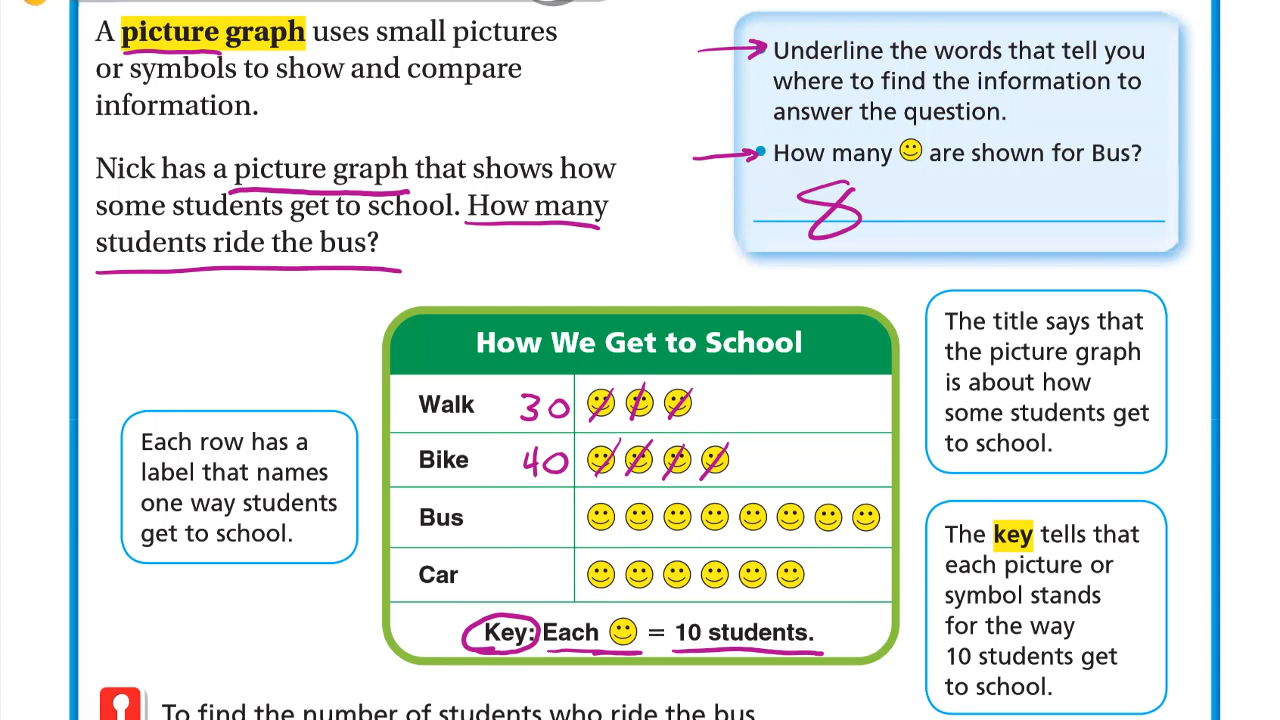 A picture graph uses small pictures
or symbols to show and compare
information.
Nick has a picture graph that shows how
some students get to school. How many
students ride the bus?
Underline the words that tell you
where to find the information to
answer the question.
How many are shown for Bus?
8
How We Get to School
Walk 30
Bike 40
Bus
Car
Key: Each = 10 students.
Each row has a
label that names
one way students
get to school.
The title says that
the picture graph
is about how
some students get
to school.
The key tells that
each picture or
symbol stands
for the way
10 students get
to school.
To find the number of students who ride the bus